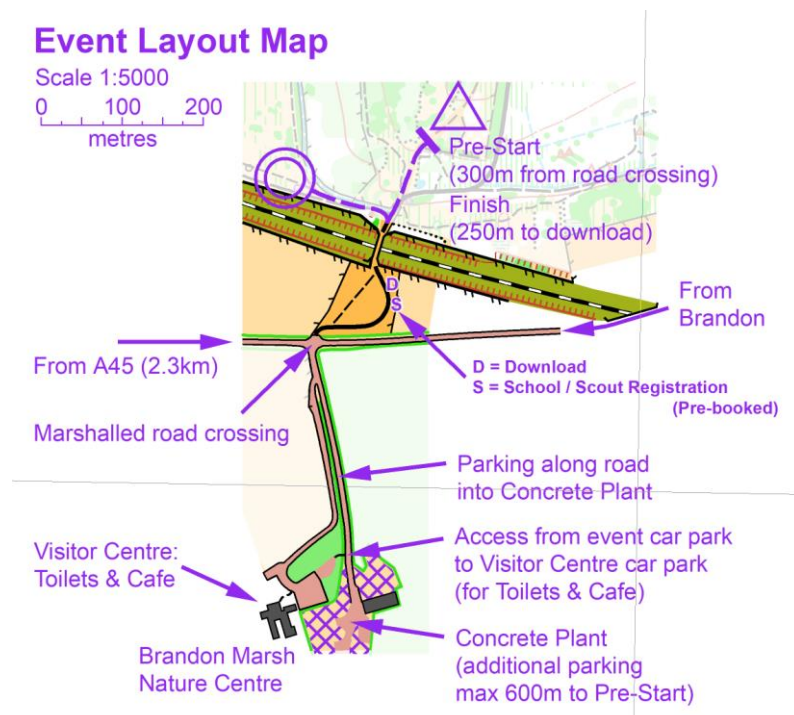 Event Layout Map
Scale 1:5000
0 100 200
metres
Pre-Start
(300m from road crossing)
Finish
(250m to download)
D
S
From
Brandon
From A45 (2.3km)
D = Download
S = School / Scout Registration
(Pre-booked)
Marshalled road crossing
Parking along road
into Concrete Plant
Visitor Centre:
Toilets & Cafe
Access from event car park
to Visitor Centre car park
(for Toilets & Cafe)
Brandon Marsh
Nature Centre
Concrete Plant
(additional parking
max 600m to Pre-Start)